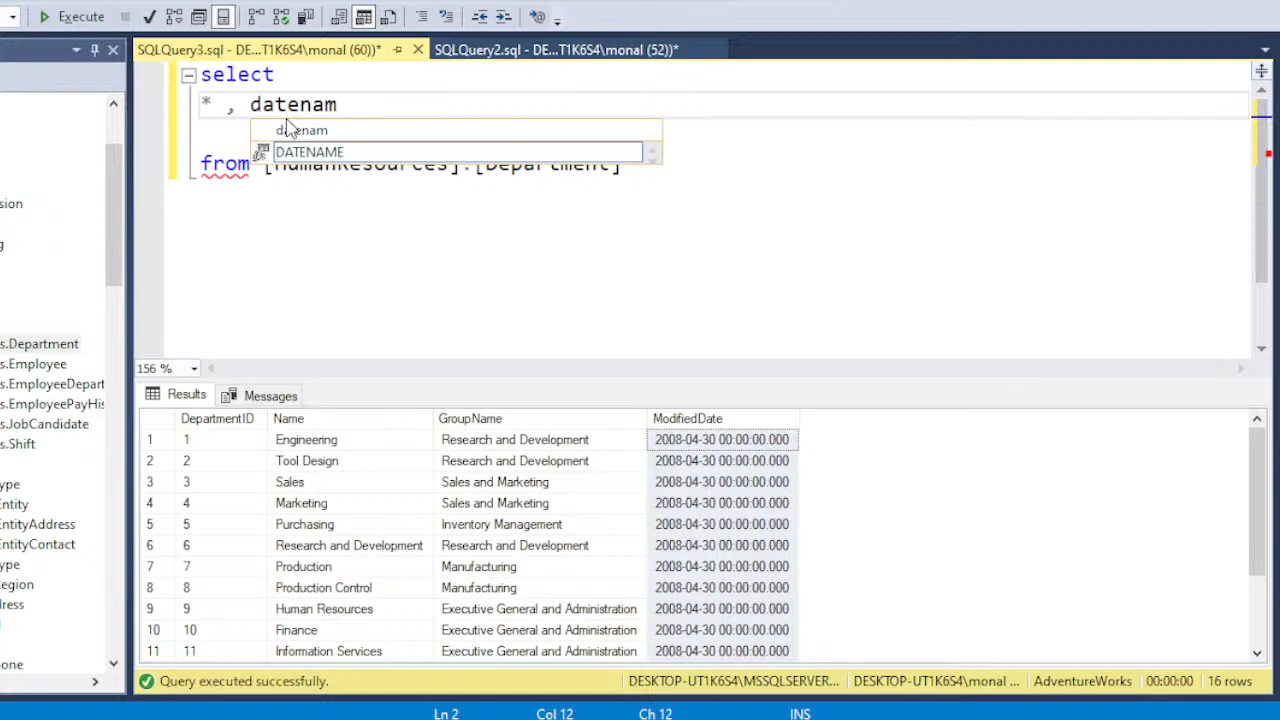 Execute
SQLQuery3.sql - DE...T1K6S4\monal (60))*
SQLQuery2.sql - DE...T1K6S4\monal (52))*
select
* , datenam
datenam
DATENAME
from [HumanResources].[Department]
sion
g
s.Department
s.Employee
s.EmployeeDepart
s.EmployeePayHis
s.JobCandidate
s.Shift
ype
Entity
EntityAddress
EntityContact
ype
egion
dress
one
156 %
Results Messages
DepartmentID Name GroupName ModifiedDate
1 1 Engineering Research and Development 2008-04-30 00:00:00.000
2 2 Tool Design Research and Development 2008-04-30 00:00:00.000
3 3 Sales Sales and Marketing 2008-04-30 00:00:00.000
4 4 Marketing Sales and Marketing 2008-04-30 00:00:00.000
5 5 Purchasing Inventory Management 2008-04-30 00:00:00.000
6 6 Research and Development Research and Development 2008-04-30 00:00:00.000
7 7 Production Manufacturing 2008-04-30 00:00:00.000
8 8 Production Control Manufacturing 2008-04-30 00:00:00.000
9 9 Human Resources Executive General and Administration 2008-04-30 00:00:00.000
10 10 Finance Executive General and Administration 2008-04-30 00:00:00.000
11 11 Information Services Executive General and Administration 2008-04-30 00:00:00.000
Query executed successfully.
DESKTOP-UT1K6S4\MSSQLSERVER... DESKTOP-UT1K6S4\monal ... AdventureWorks 00:00:00 16 rows
Ln 2 Col 12 Ch 12 INS